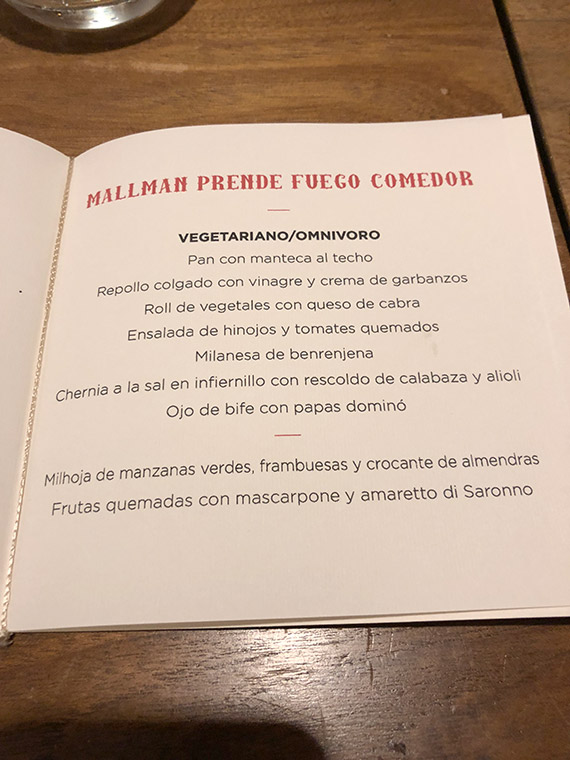 MALLMAN PRENDE FUEGO COMEDOR
VEGETARIANO/OMNIVORO
Pan con manteca al techo
Repollo colgado con vinagre y crema de garbanzos
Roll de vegetales con queso de cabra
Ensalada de hinojos y tomates quemados
Milanesa de benrenjena
Chernia a la sal en infiernillo con rescoldo de calabaza y alioli
Ojo de bife con papas dominó
Milhoja de manzanas verdes, frambuesas y crocante de almendras
Frutas quemadas con mascarpone y amaretto di Saronno